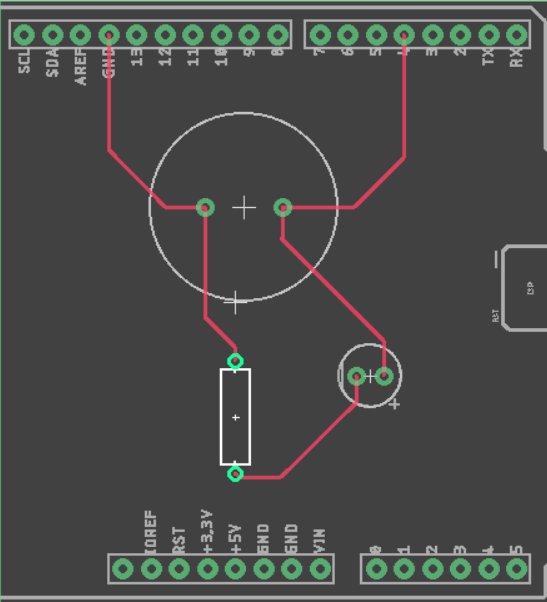 SCL
SDA
AREF
GND
13
12
11
10
9
8
7
6
5
4
3
2
TX
RX
ICSP
RST
IOREF
RST
+3.3V
+5V
GND
GND
VIN
0
1
2
3
4
5